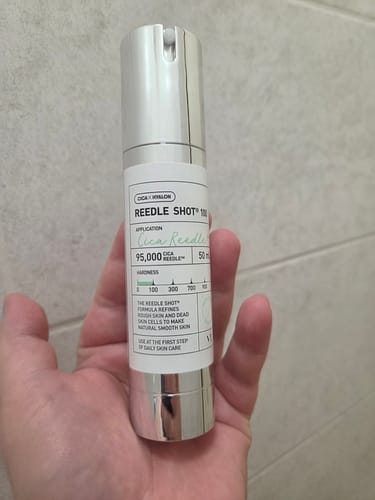 CICA × HYALON
REEDLE SHOT® 100
APPLICATION
Cica Reedle
95,000 CICA REEDLE™
50 m
HARDNESS
0 100 300 700 900
THE REEDLE SHOT®
FORMULA REFINES
ROUGH SKIN AND DEAD
SKIN CELLS TO MAKE
NATURAL SMOOTH SKIN
USE AT THE FIRST STEP
OF DAILY SKIN CARE
V